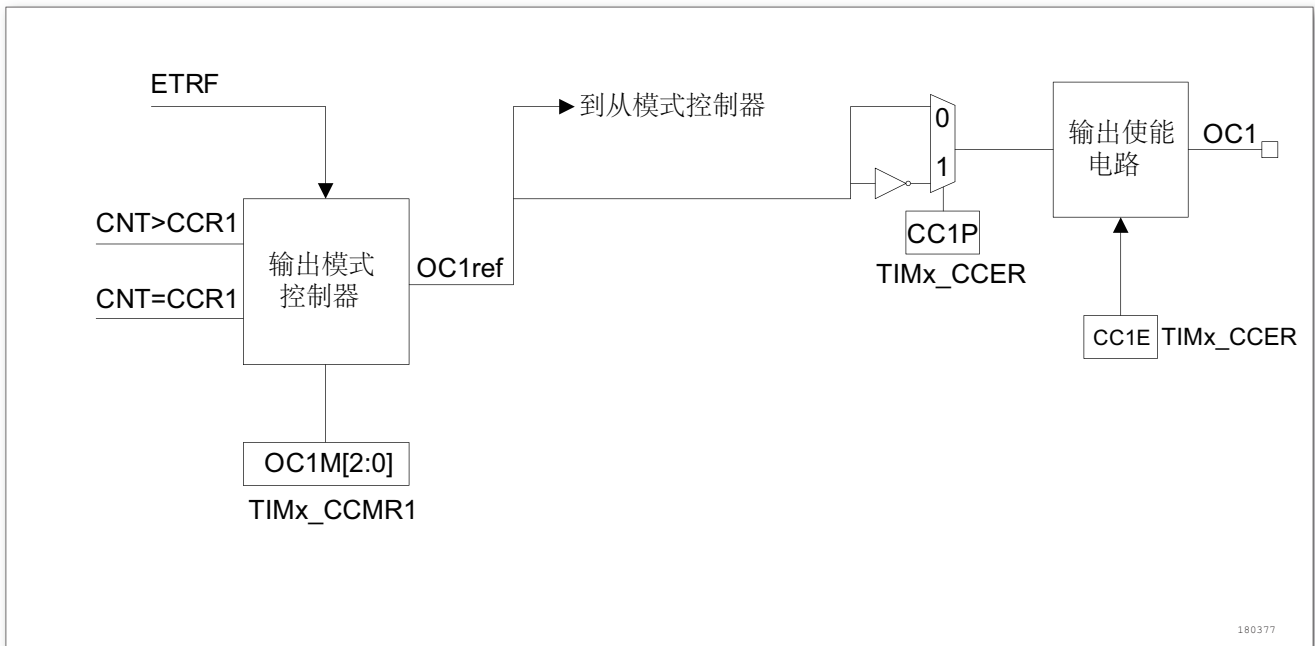 ETRF
到从模式控制器
0
1
输出使能
电路
OC1
CNT>CCR1
CNT=CCR1
输出模式
控制器
OC1ref
CC1P
TIMx_CCER
CC1E
TIMx_CCER
OC1M[2:0]
TIMx_CCMR1
180377